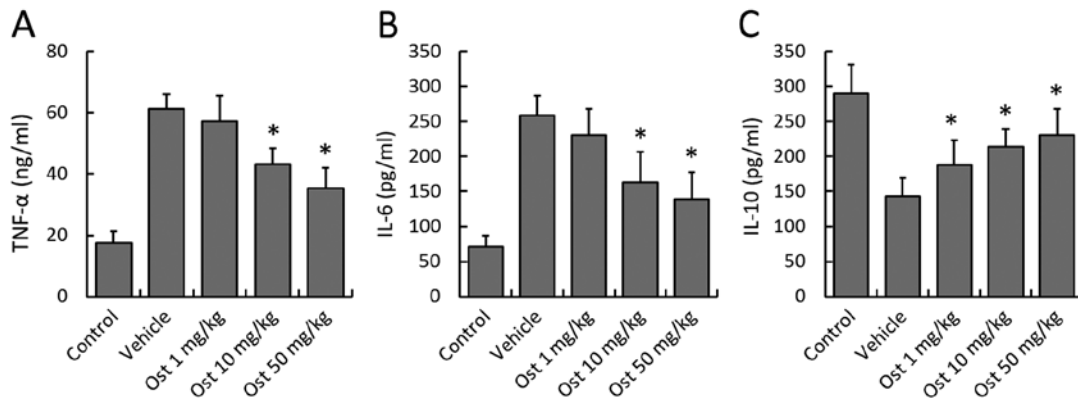 A
TNF-α (ng/ml)
80
60
40
20
0
*
*
Control
Vehicle
Ost 1 mg/kg
Ost 10 mg/kg
Ost 50 mg/kg
B
IL-6 (pg/ml)
350
300
250
200
150
100
50
0
*
*
Control
Vehicle
Ost 1 mg/kg
Ost 10 mg/kg
Ost 50 mg/kg
C
IL-10 (pg/ml)
350
300
250
200
150
100
50
0
*
*
*
Control
Vehicle
Ost 1 mg/kg
Ost 10 mg/kg
Ost 50 mg/kg